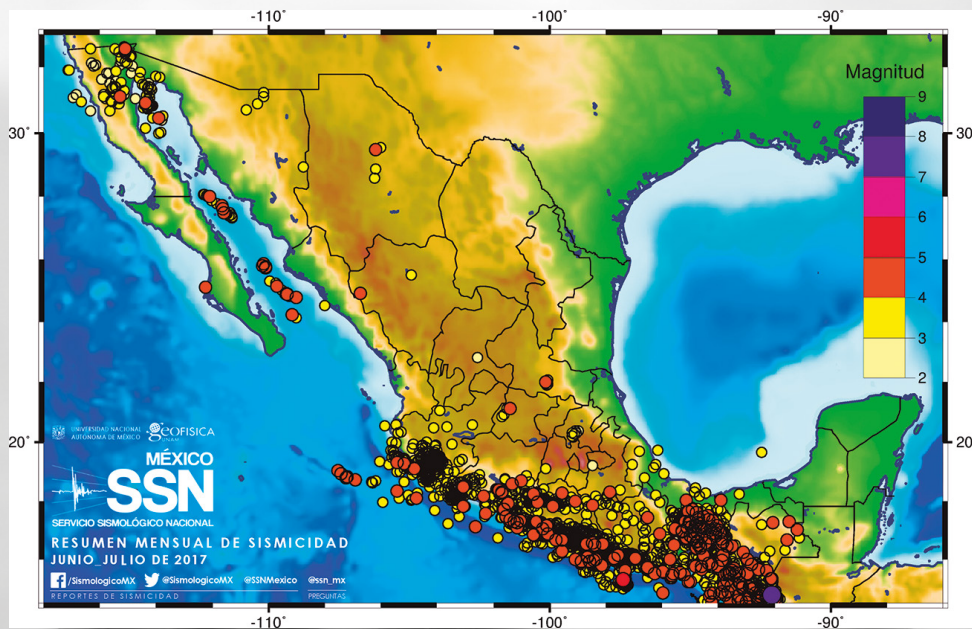 -110°
-100°
-90°
30°
30°
20°
20°
Magnitud
9
8
7
6
5
4
3
2
UNIVERSIDAD NACIONAL
AUTONOMA DE MÉXICO
geOFISICA
MÉXICO
SSN
SERVICIO SISMOLÓGICO NACIONAL
RESUMEN MENSUAL DE SISMICIDAD
JUNIO_JULIO DE 2017
/SismologicoMX @SismologicoMX @SSNMexico @ssn_mx
REPORTES DE SISMICIDAD PREGUNTAS
-110°
-100°
-90°